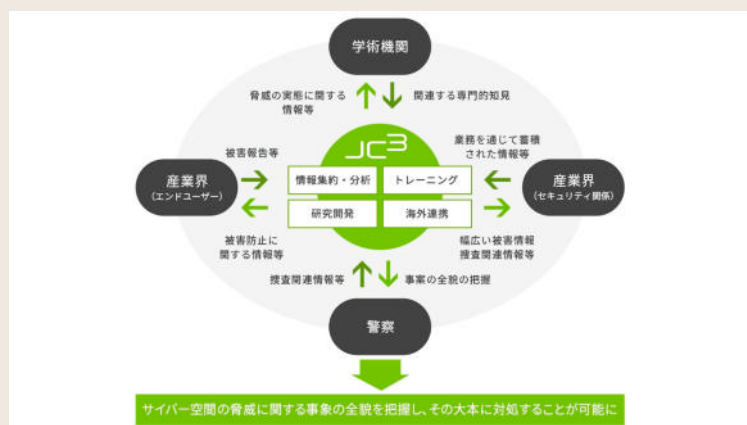 学術機関
脅威の実態に関する
情報等
関連する専門的知見
JC3
被害報告等
業務を通じて蓄積
された情報等
産業界
(エンドユーザー)
情報集約・分析
トレーニング
産業界
(セキュリティ関係)
研究開発
海外連携
被害防止に
関する情報等
幅広い被害情報
捜査関連情報等
捜査関連情報等
事案の全貌の把握
警察
サイバー空間の脅威に関する事象の全貌を把握し、その大本に対処することが可能に